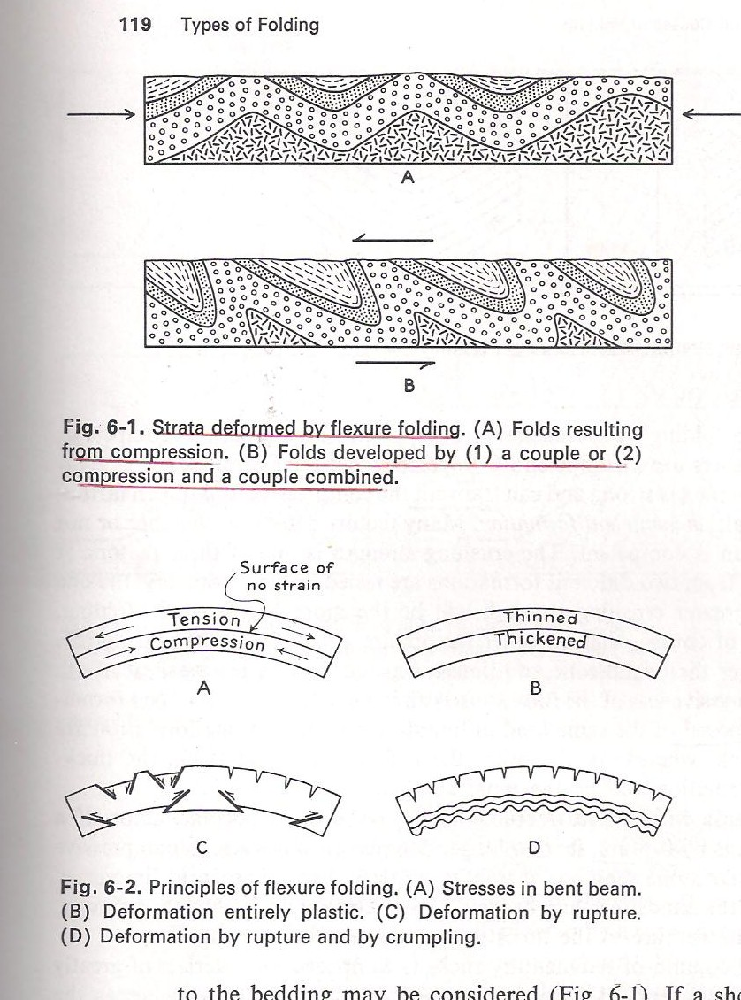 119 Types of Folding
A
B
Fig. 6-1. Strata deformed by flexure folding. (A) Folds resulting
from compression. (B) Folds developed by (1) a couple or (2)
compression and a couple combined.
Surface of
no strain
Tension
Compression
A
Thinned
Thickened
B
C
D
Fig. 6-2. Principles of flexure folding. (A) Stresses in bent beam.
(B) Deformation entirely plastic. (C) Deformation by rupture.
(D) Deformation by rupture and by crumpling.
to the bedding may be considered (Fig. 6-1). If a she